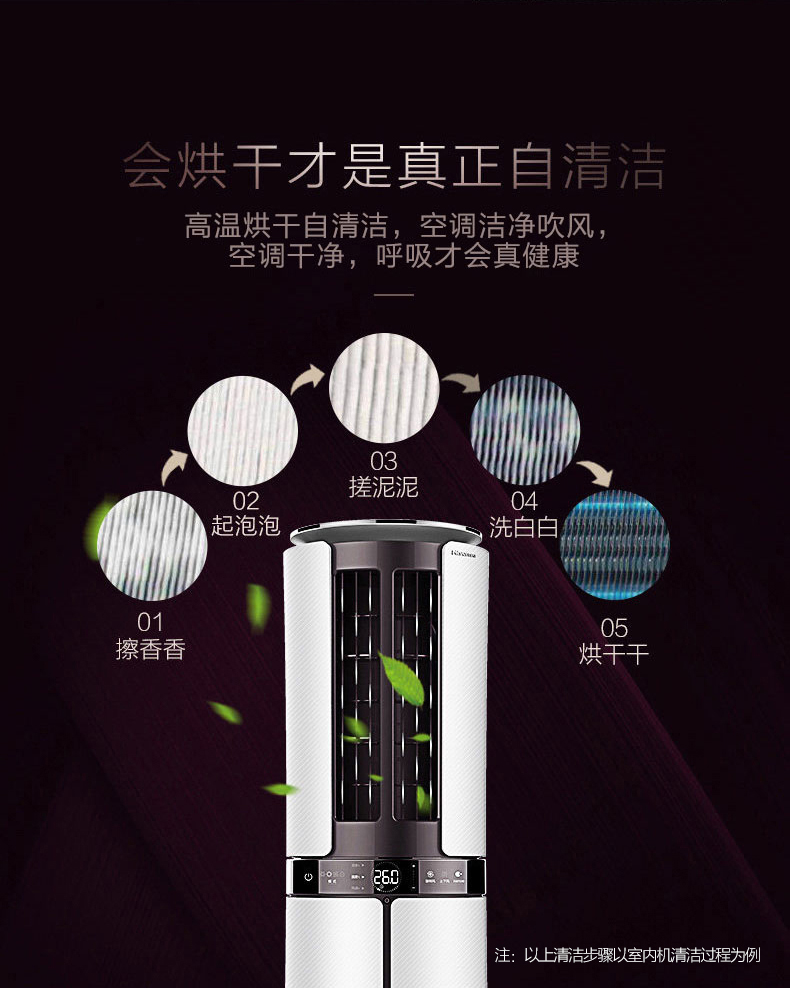 会烘干才是真正自清洁
高温烘干自清洁，空调洁净吹风，
空调干净，呼吸才会真健康
03
搓泥泥
02
起泡泡
04
洗白白
01
擦香香
05
烘干干
26.0
注：以上清洁步骤以室内机清洁过程为例